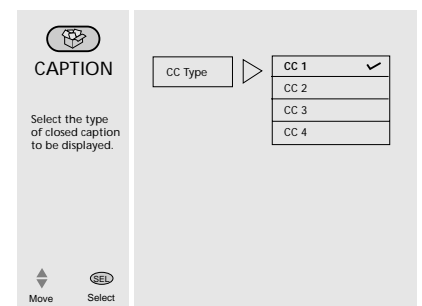 CAPTION
Select the type
of closed caption
to be displayed.
CC Type
CC 1
CC 2
CC 3
CC 4
SEL
Move
Select